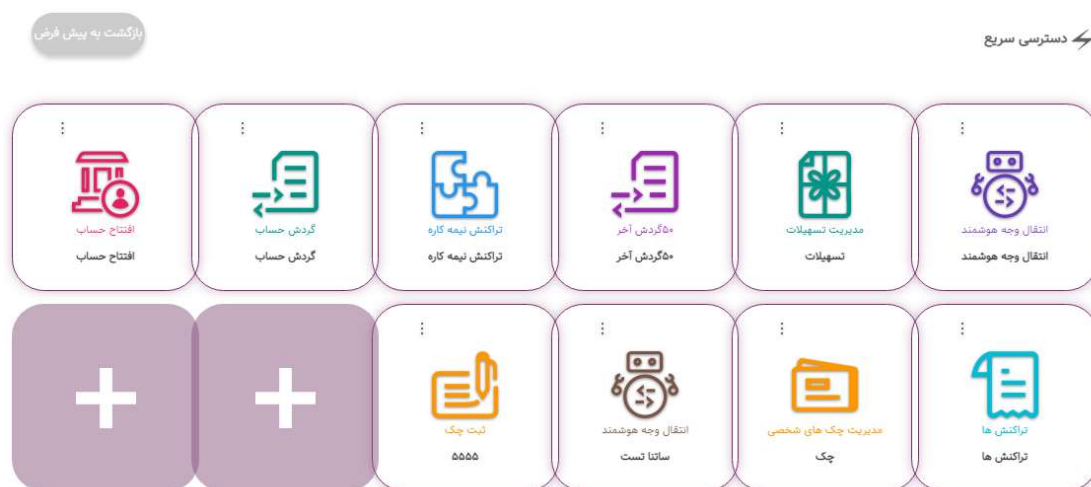 دسترسی سریع
بازگشت به پیش فرض
انتقال وجه هوشمند
انتقال وجه هوشمند
مدیریت تسهیلات
تسهیلات
۵۰گردش آخر
۵۰گردش آخر
تراکنش نیمه کاره
تراکنش نیمه کاره
گردش حساب
گردش حساب
افتتاح حساب
افتتاح حساب
تراکنش ها
تراکنش ها
مدیریت چک های شخصی
چک
انتقال وجه هوشمند
ساتنا تست
ثبت چک
۵۵۵۵